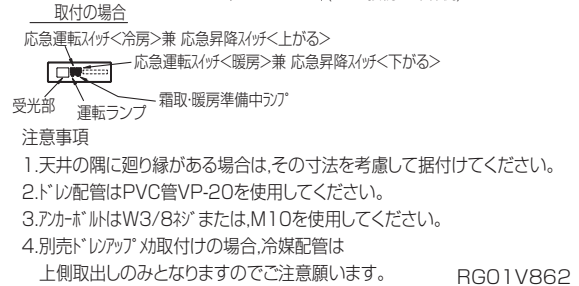 取付の場合
応急運転スイッチ<冷房>兼 応急昇降スイッチ<上がる>
応急運転スイッチ<暖房>兼 応急昇降スイッチ<下がる>
受光部
運転ランプ
霜取・暖房準備中ランプ
注意事項
1.天井の隅に廻り縁がある場合は,その寸法を考慮して据付けてください。
2.ドレン配管はPVC管VP-20を使用してください。
3.アンカーボルトはW3/8ネジまたは,M10を使用してください。
4.別売ドレンアップメカ取付けの場合,冷媒配管は
上側取出しのみとなりますのでご注意願います。
RG01V862